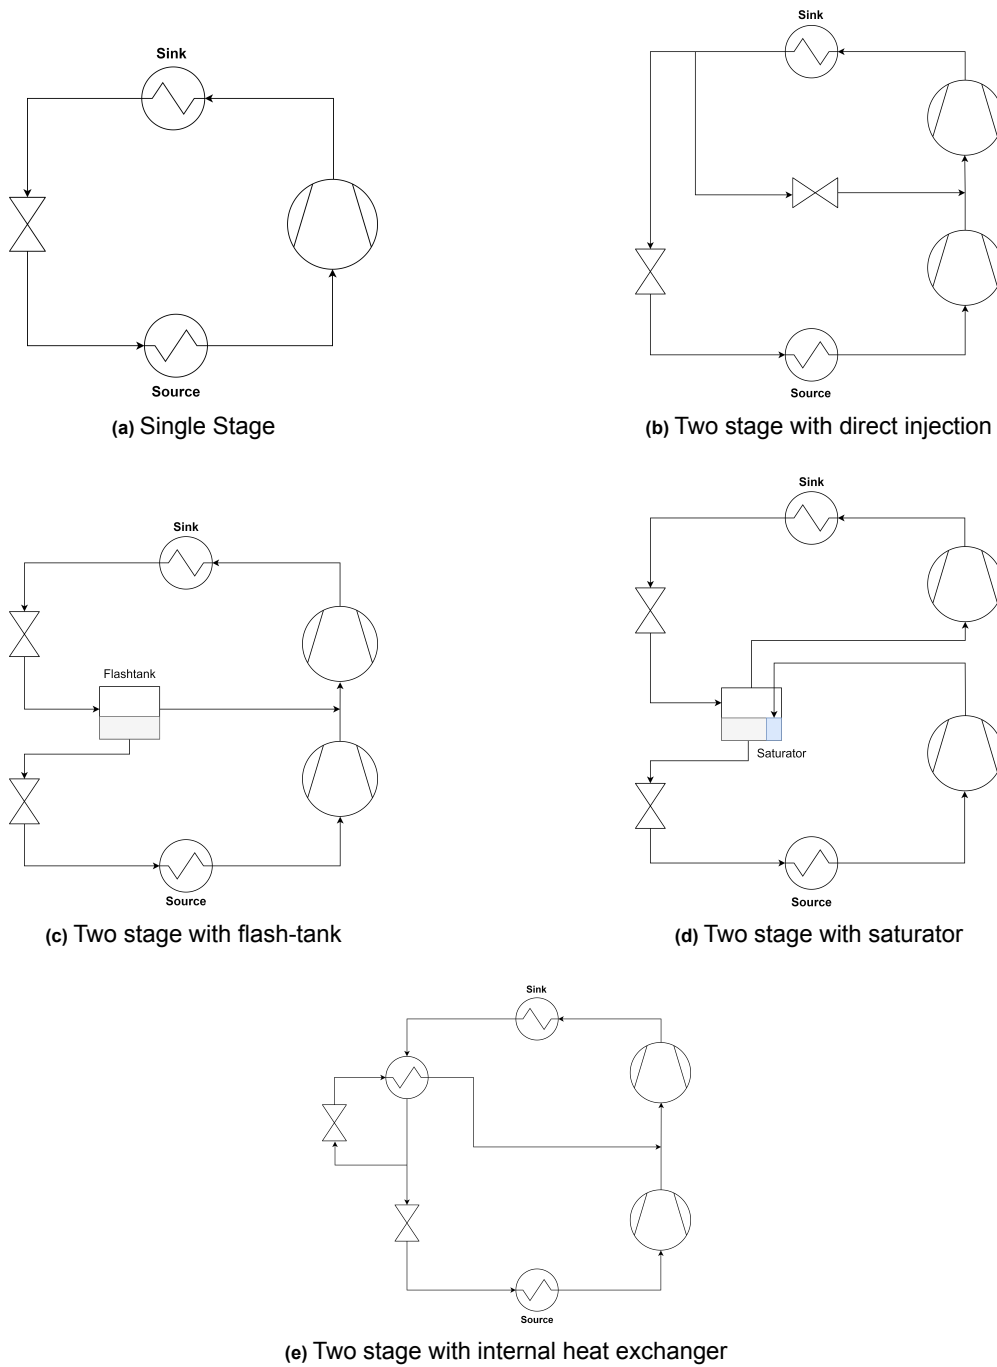 Sink
Source
(a) Single Stage
Sink
Source
(b) Two stage with direct injection
Sink
Flashtank
Source
(c) Two stage with flash-tank
Sink
Saturator
Source
(d) Two stage with saturator
Sink
Source
(e) Two stage with internal heat exchanger